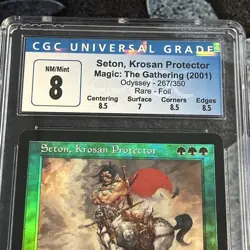 CGC UNIVERSAL GRADE
NM/Mint
8
Seton, Krosan Protector
Magic: The Gathering (2001)
Odyssey - 267/350
Rare - Foil
Centering Surface Corners Edges
8.5 7 8.5 8.5
Seton, Krosan Protector